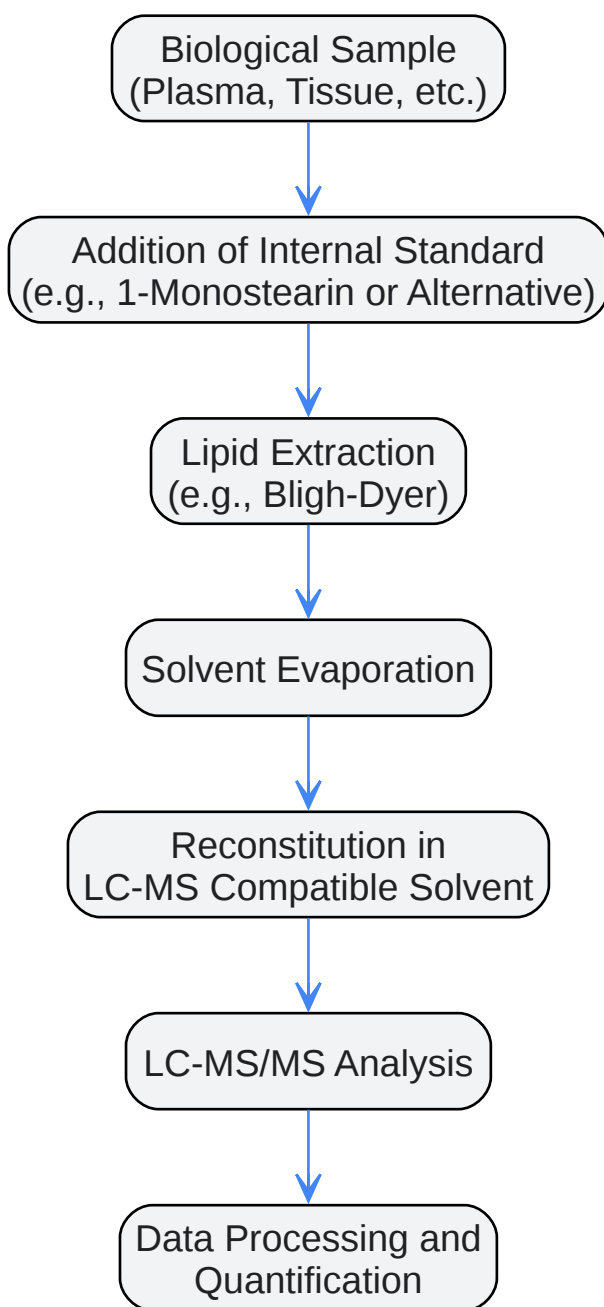 Biological Sample
(Plasma, Tissue, etc.)
Addition of Internal Standard
(e.g., 1-Monostearin or Alternative)
Lipid Extraction
(e.g., Bligh-Dyer)
Solvent Evaporation
Reconstitution in
LC-MS Compatible Solvent
LC-MS/MS Analysis
Data Processing and
Quantification